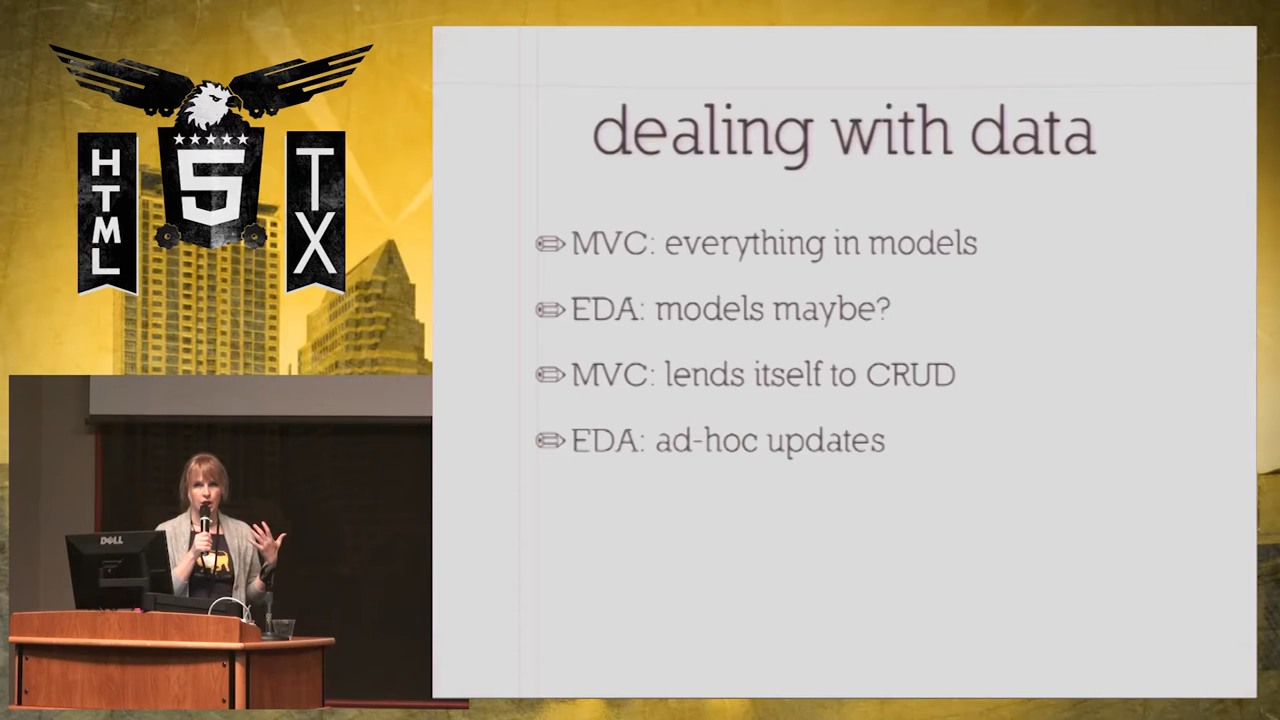 HTML
5
TX
dealing with data
MVC: everything in models
EDA: models maybe?
MVC: lends itself to CRUD
EDA: ad-hoc updates
DELL